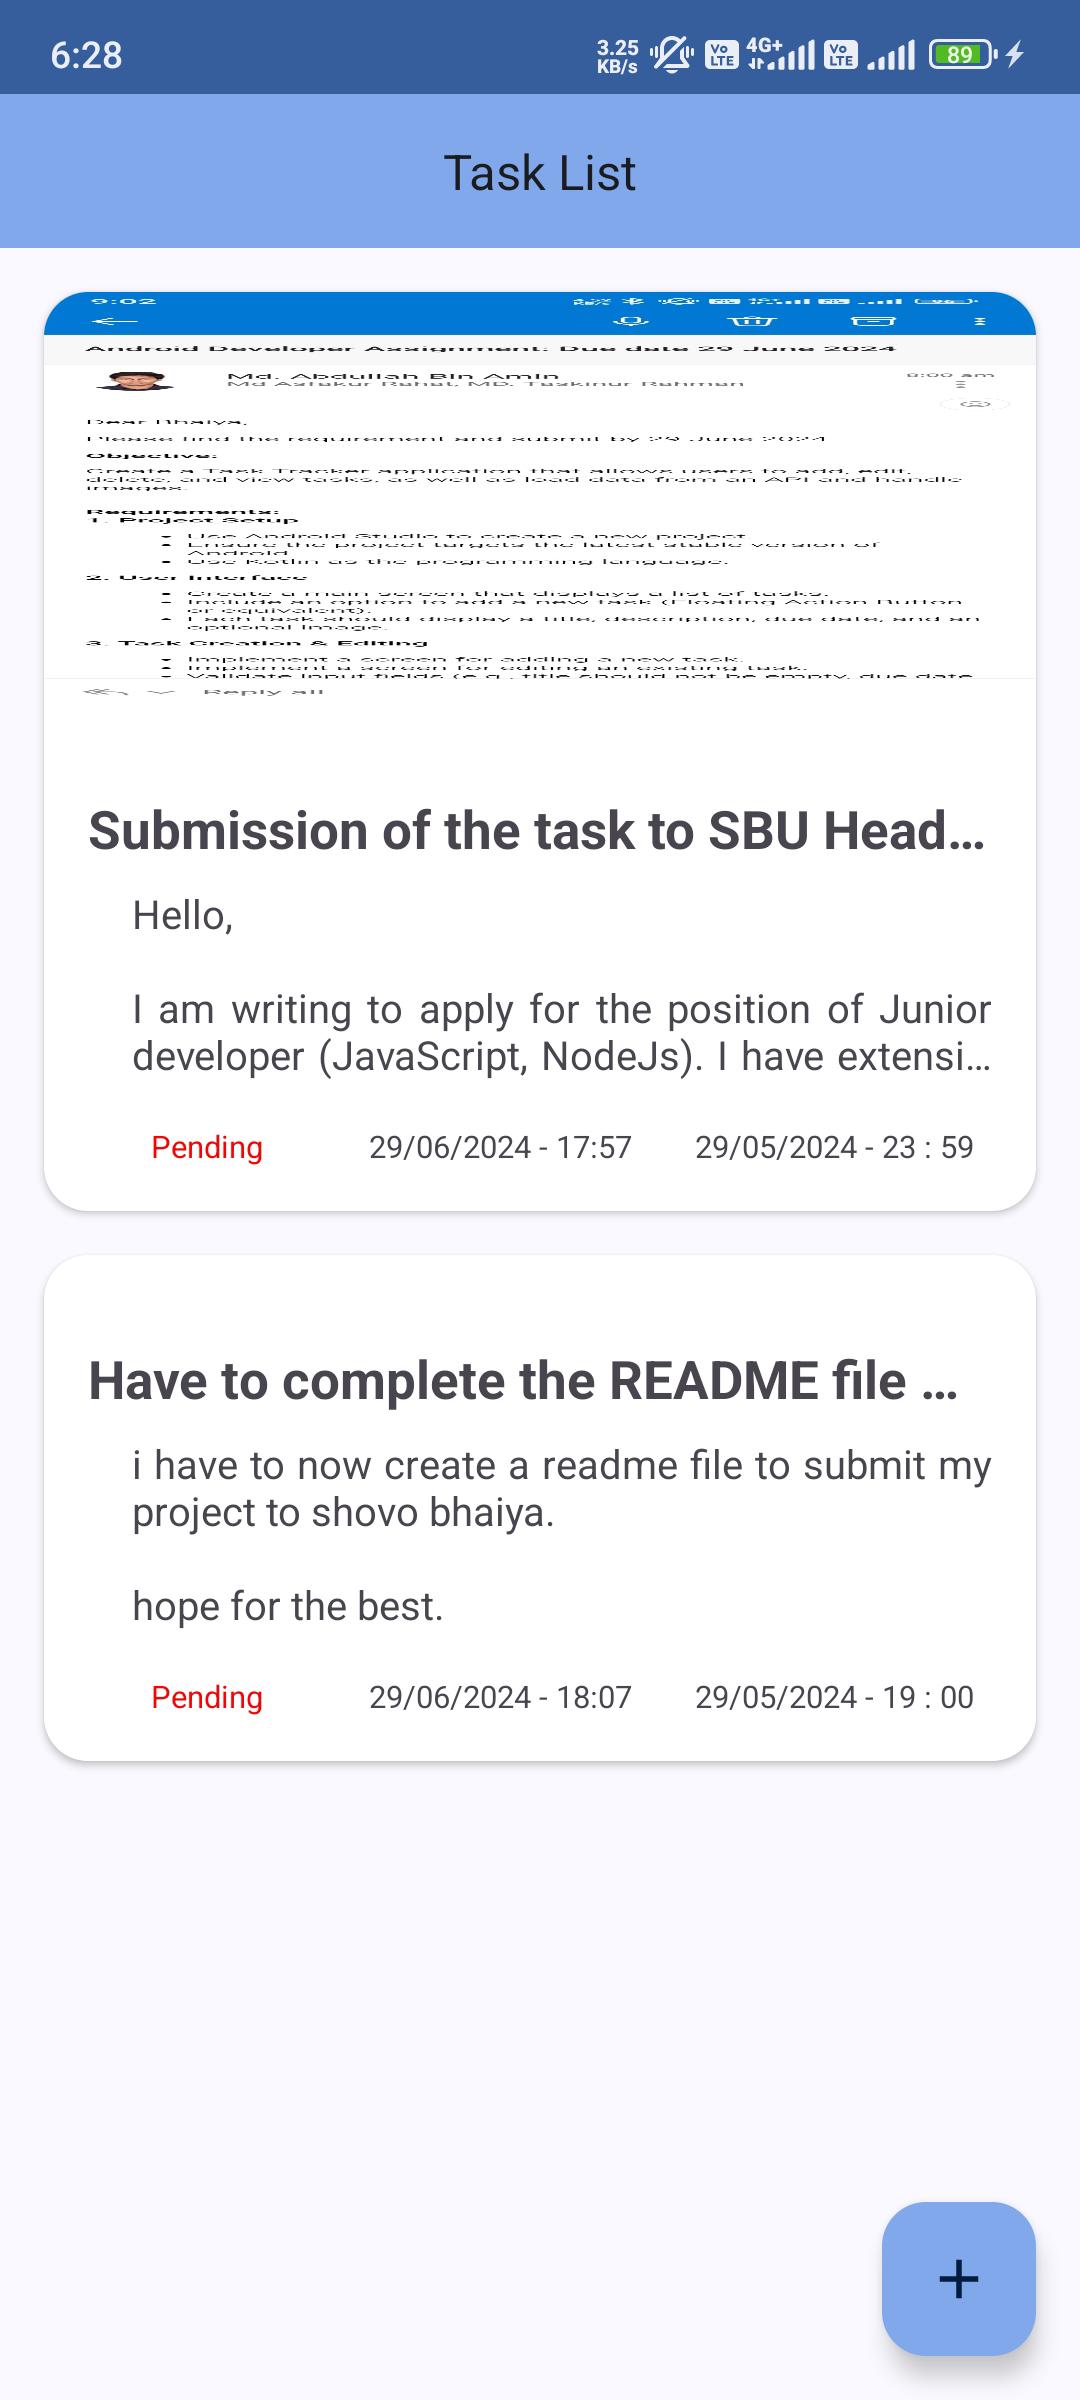 6:28
3.25
KB/s
Vo
LTE
4G+
Vo
LTE
89
Task List
9:02
Android Developer Assignment: Due date 29 June 2024
Md. Abdullah Bin Amin
8:00 am
Dear Bhaiya,
Please find the requirement and submit by 29 June 2024
Objective:
Create a Task Tracker application that allows users to add, edit,
delete, and view tasks, as well as load data from an API and handle
images.
Requirements:
1. Project Setup
Use Android Studio to create a new project
Ensure the project targets the latest stable version of
Android.
Use Kotlin as the programming language.
2. User Interface
Create a main screen that displays a list of tasks.
Include an option to add a new task (Floating Action Button
or equivalent).
Each task should display a title, description, due date, and an
optional image.
3. Task Creation & Editing
Implement a screen for adding a new task.
Implement a screen for editing an existing task.
Validate input fields (e.g., title should not be empty, due date
Reply all
Submission of the task to SBU Head...
Hello,
I am writing to apply for the position of Junior
developer (JavaScript, NodeJs). I have extensi...
Pending 29/06/2024 - 17:57 29/05/2024 - 23 : 59
Have to complete the README file ...
i have to now create a readme file to submit my
project to shovo bhaiya.
hope for the best.
Pending 29/06/2024 - 18:07 29/05/2024 - 19 : 00